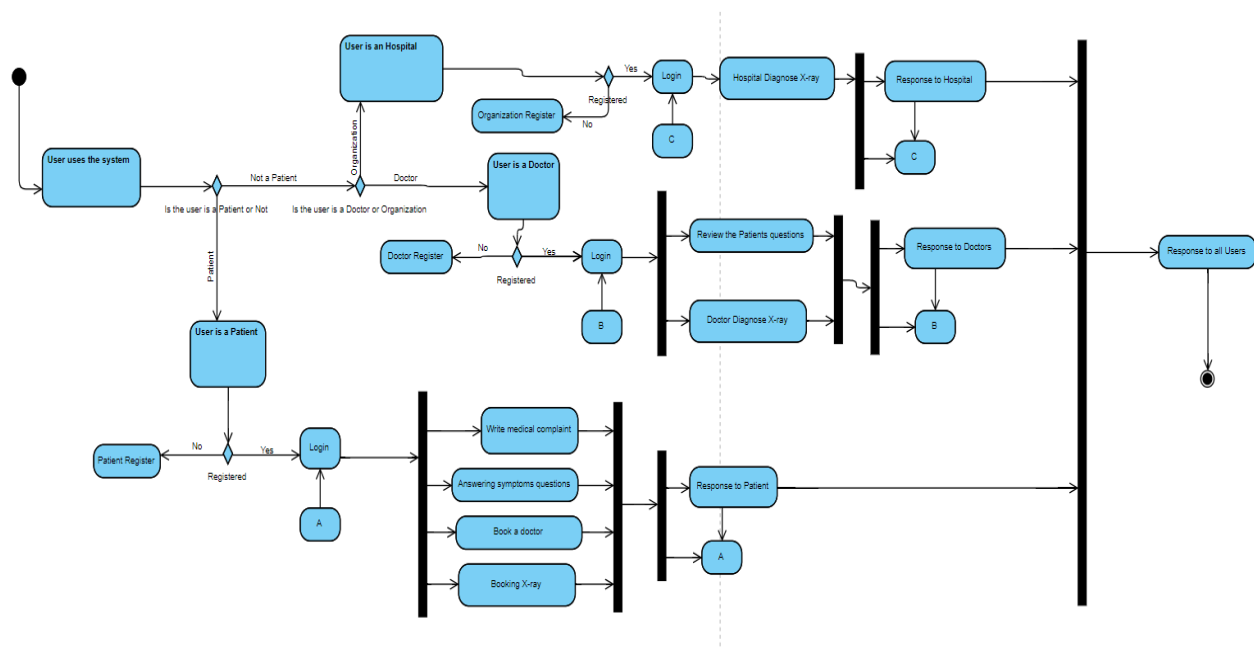 User is an Hospital
Yes
Login
Hospital Diagnose X-ray
Response to Hospital
Registered
Organization Register
No
C
C
Organization
User uses the system
Not a Patient
Doctor
User is a Doctor
Is the user is a Patient or Not
Is the user is a Doctor or Organization
Review the Patients questions
Response to Doctors
Response to all Users
Doctor Register
No
Yes
Login
Registered
Patient
B
Doctor Diagnose X-ray
B
User is a Patient
Write medical complaint
Patient Register
No
Yes
Login
Registered
Answering symptoms questions
Response to Patient
A
Book a doctor
A
Booking X-ray